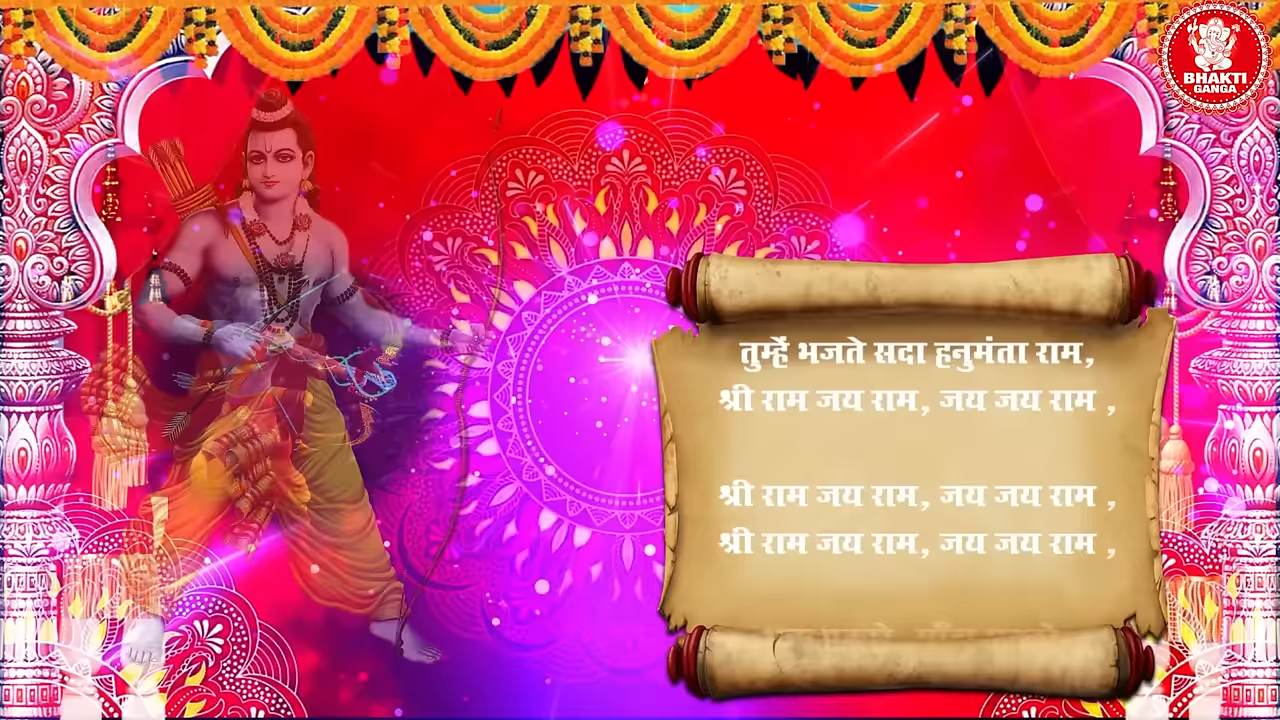 BHAKTI
GANGA
तुम्हें भजते सदा हनुमंता राम,
श्री राम जय राम, जय जय राम ,
श्री राम जय राम, जय जय राम ,
श्री राम जय राम, जय जय राम ,